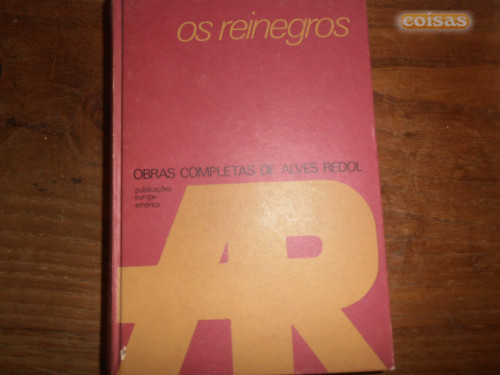 coisas
os reinegros
OBRAS COMPLETAS DE ALVES REDOL
publicações
europa-
américa
AR